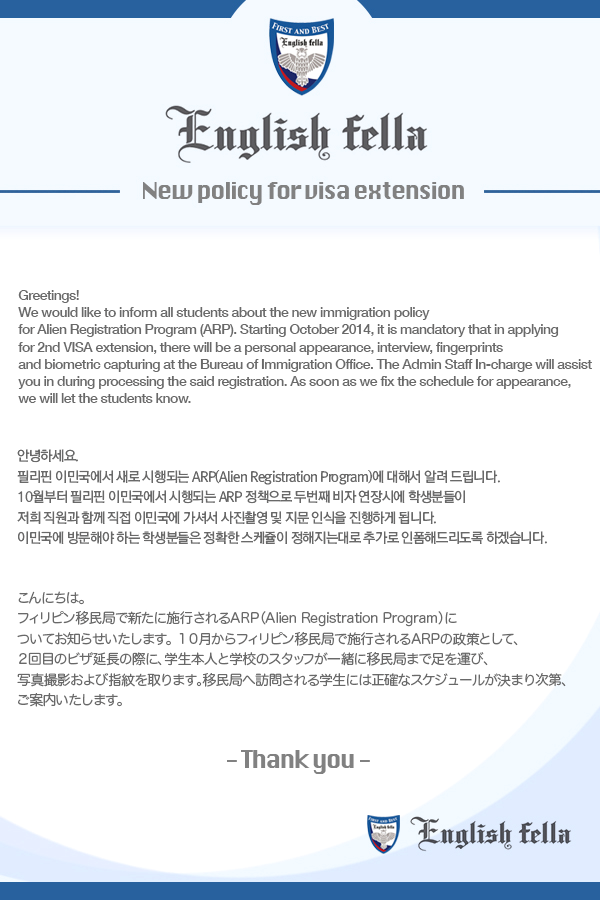 FIRST AND BEST
English fella
English fella
New policy for visa extension
Greetings!
We would like to inform all students about the new immigration policy
for Alien Registration Program (ARP). Starting October 2014, it is mandatory that in applying
for 2nd VISA extension, there will be a personal appearance, interview, fingerprints
and biometric capturing at the Bureau of Immigration Office. The Admin Staff In-charge will assist
you in during processing the said registration. As soon as we fix the schedule for appearance,
we will let the students know.
안녕하세요.
필리핀 이민국에서 새로 시행되는 ARP(Alien Registration Program)에 대해서 알려 드립니다.
10월부터 필리핀 이민국에서 시행되는 ARP 정책으로 두번째 비자 연장시에 학생분들이
저희 직원과 함께 직접 이민국에 가셔서 사진촬영 및 지문 인식을 진행하게 됩니다.
이민국에 방문해야 하는 학생분들은 정확한 스케쥴이 정해지는대로 추가로 인폼해드리도록 하겠습니다.
こんにちは。
フィリピン移民局で新たに施行されるARP（Alien Registration Program）に
ついてお知らせいたします。１０月からフィリピン移民局で施行されるARPの政策として、
２回目のビザ延長の際に、学生本人と学校のスタッフが一緒に移民局まで足を運び、
写真撮影および指紋を取ります。移民局へ訪問される学生には正確なスケジュールが決まり次第、
ご案内いたします。
- Thank you -
FIRST AND BEST
English fella
English fella